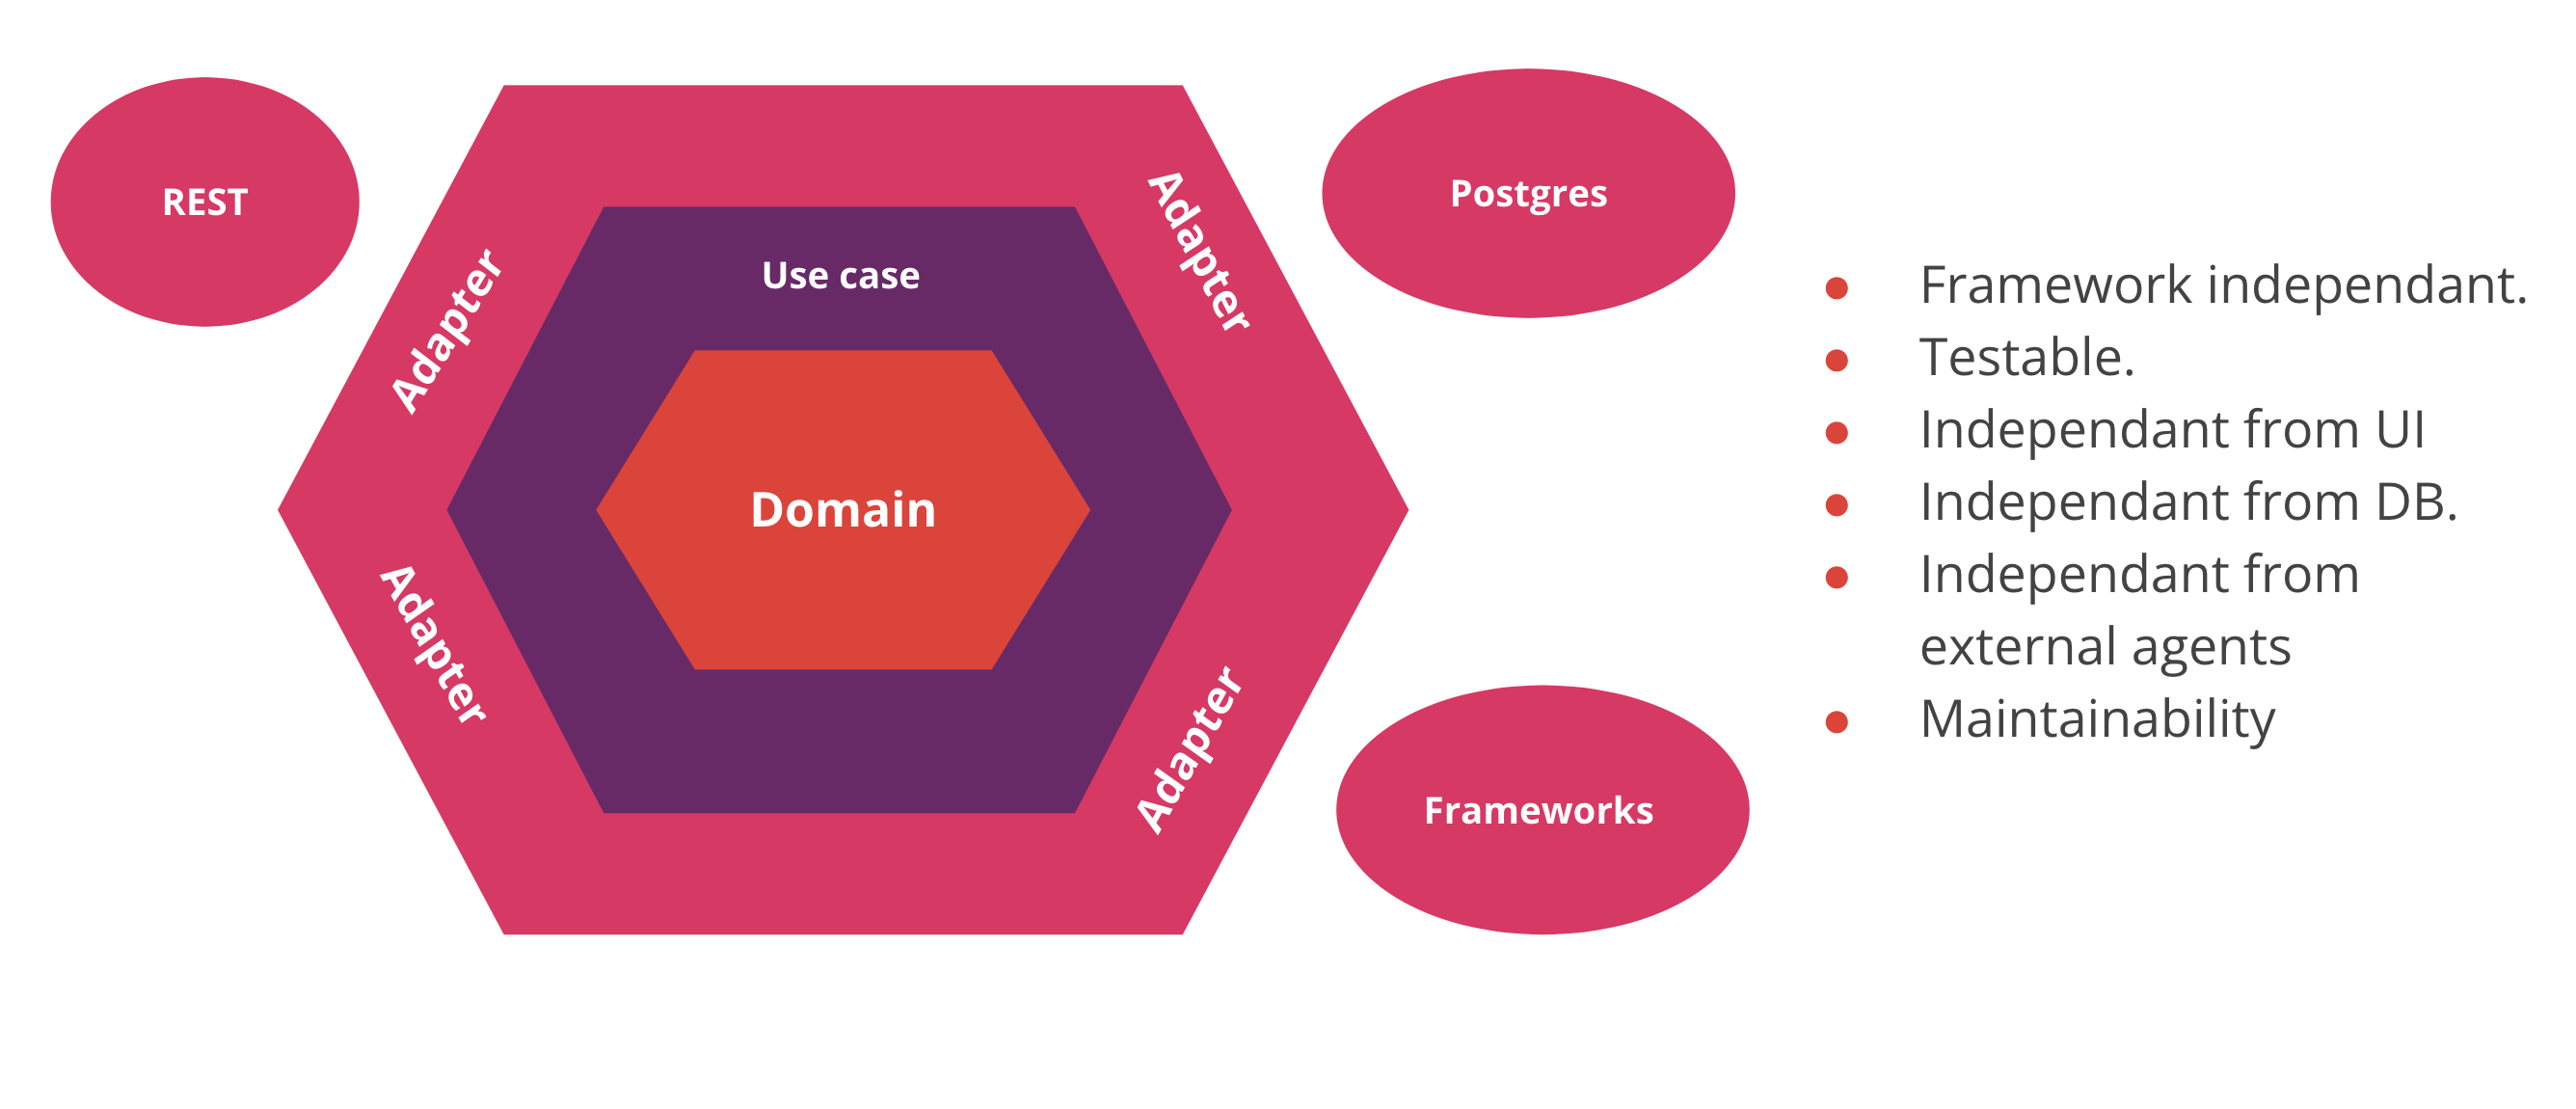 REST
Postgres
Adapter
Adapter
Use case
Domain
Adapter
Adapter
Frameworks
Framework independant.
Testable.
Independant from UI
Independant from DB.
Independant from
external agents
Maintainability